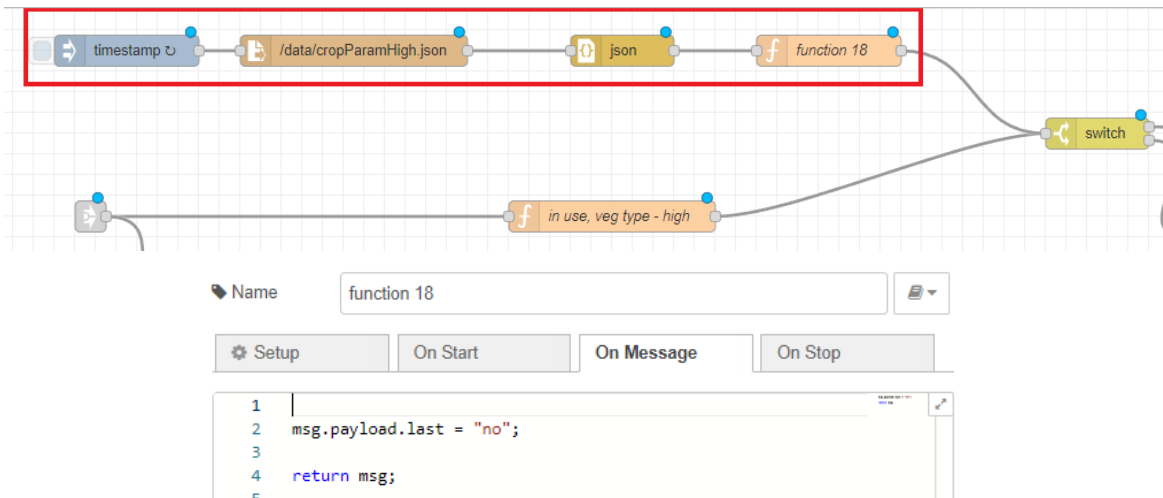 timestamp ↻
/data/cropParamHigh.json
json
function 18
switch
in use, veg type - high
Name
function 18
Setup
On Start
On Message
On Stop
1
2 msg.payload.last = "no";
3
4 return msg;
5